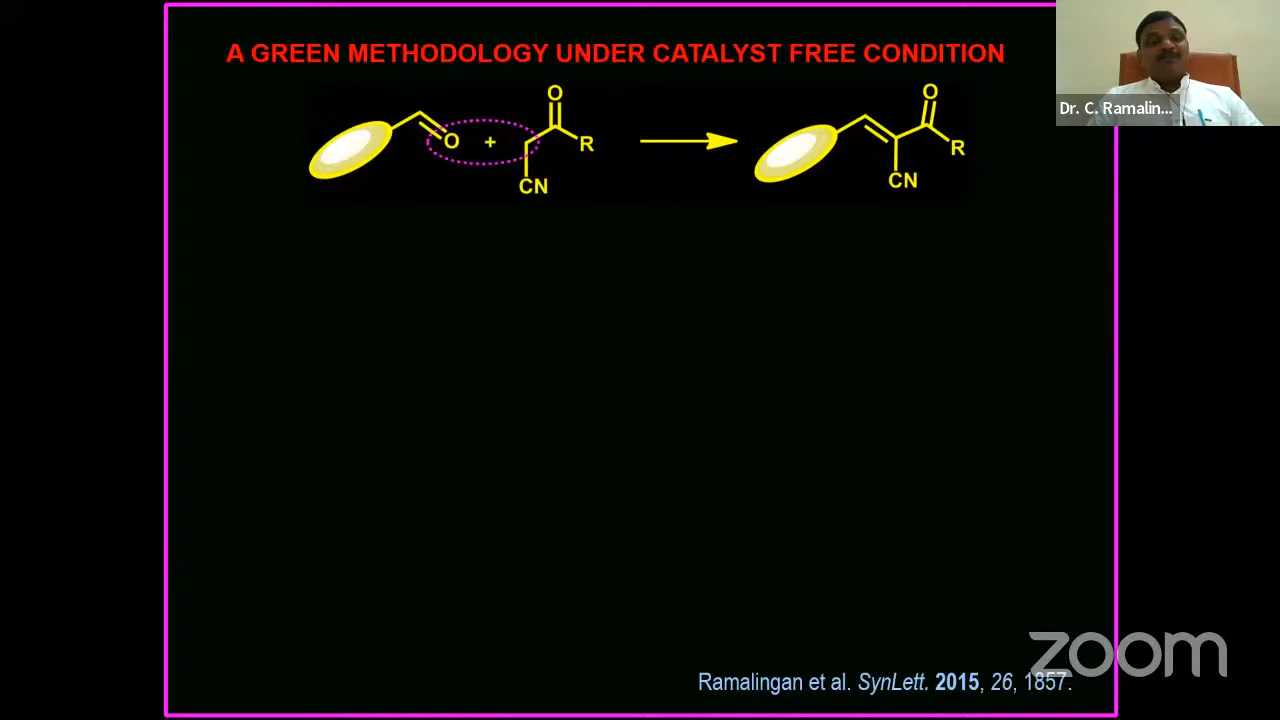 A GREEN METHODOLOGY UNDER CATALYST FREE CONDITION
O
O + R
CN
O
R
CN
Dr. C. Ramalin...
zoom
Ramalingan et al. SynLett. 2015, 26, 1857.